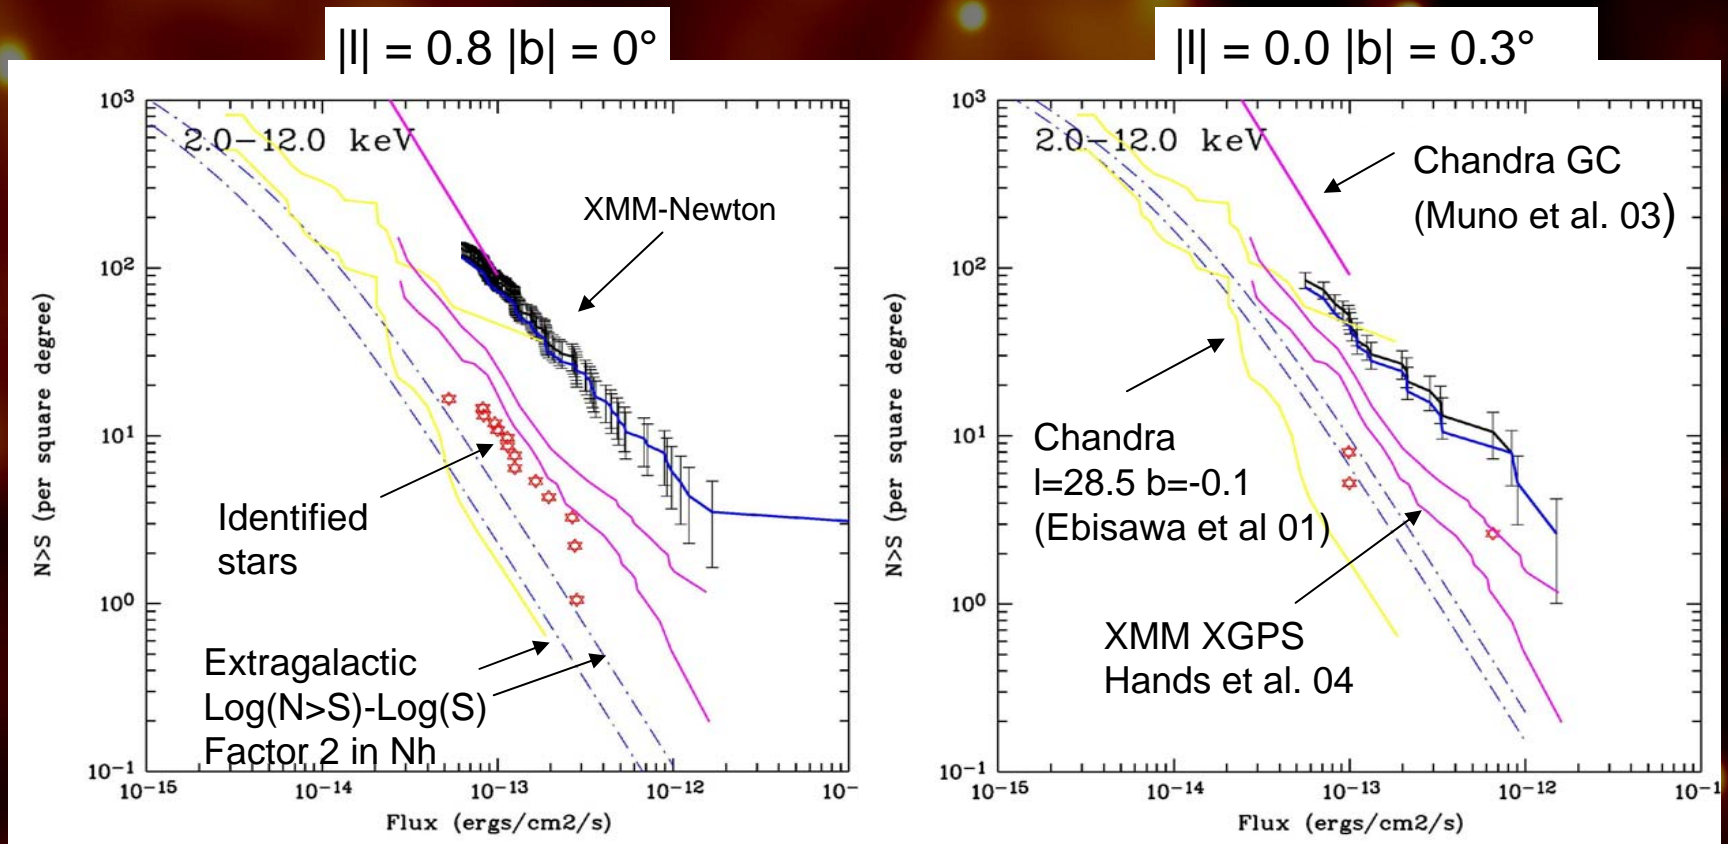 ||l| = 0.8 |b| = 0°
||l| = 0.0 |b| = 0.3°
10³
2.0−12.0 keV
XMM-Newton
10²
N>S (per square degree)
10¹
Identified
stars
10⁰
Extragalactic
Log(N>S)-Log(S)
Factor 2 in Nh
10⁻¹
10⁻¹⁵
10⁻¹⁴
10⁻¹³
10⁻¹²
10⁻
Flux (ergs/cm2/s)
10³
2.0−12.0 keV
Chandra GC
(Muno et al. 03)
10²
N>S (per square degree)
Chandra
l=28.5 b=-0.1
(Ebisawa et al 01)
10¹
10⁰
XMM XGPS
Hands et al. 04
10⁻¹
10⁻¹⁵
10⁻¹⁴
10⁻¹³
10⁻¹²
10⁻¹
Flux (ergs/cm2/s)